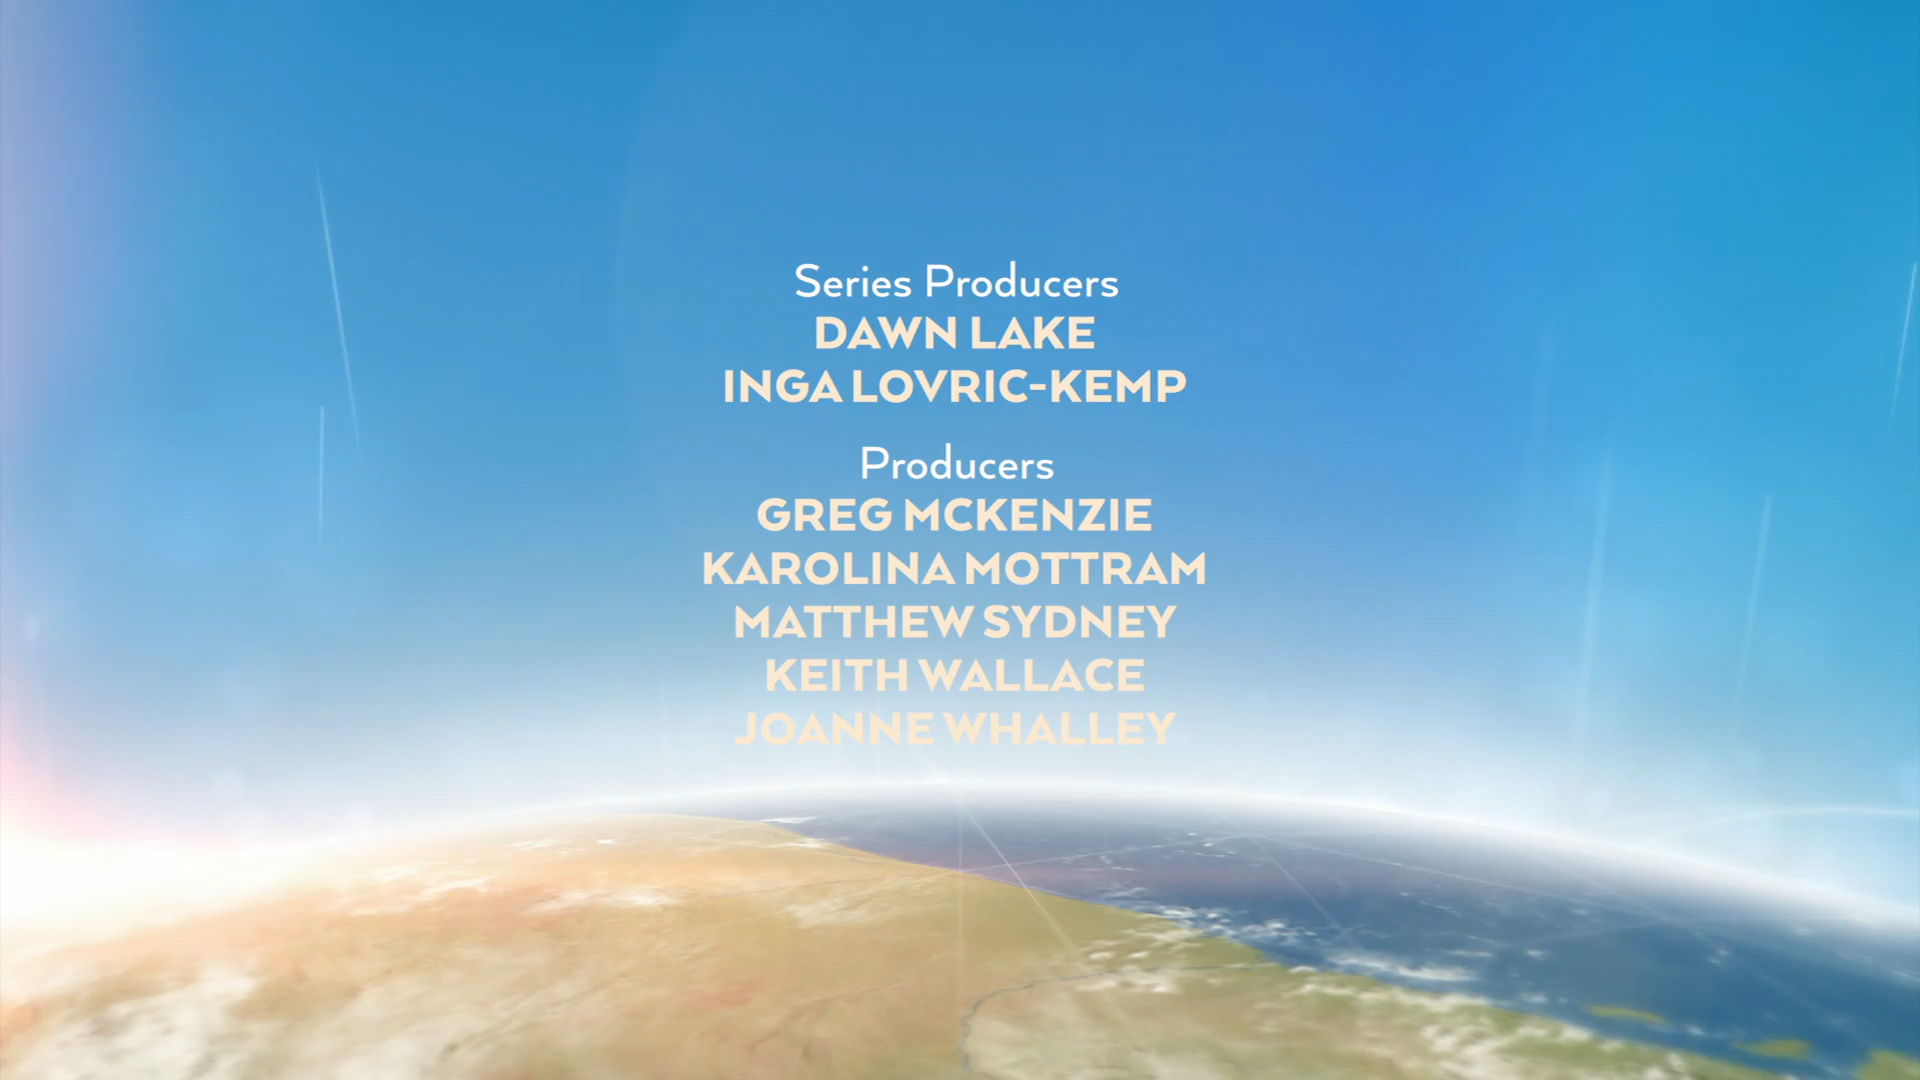 Series Producers
DAWN LAKE
INGA LOVRIC-KEMP
Producers
GREG MCKENZIE
KAROLINA MOTTRAM
MATTHEW SYDNEY
KEITH WALLACE
JOANNE WHALLEY